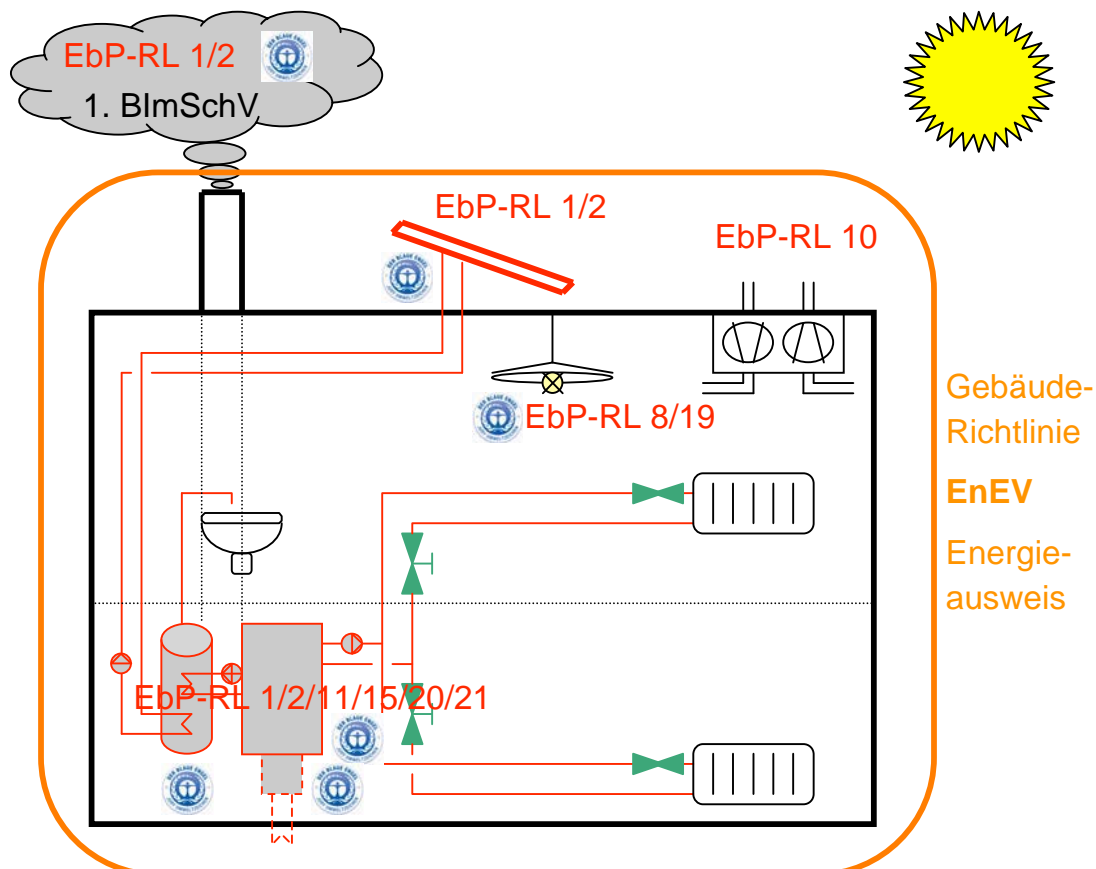 EbP-RL 1/2
1. BImSchV
EbP-RL 1/2
EbP-RL 10
EbP-RL 8/19
Gebäude-
Richtlinie
EnEV
Energie-
ausweis
EbP-RL 1/2/11/15/20/21